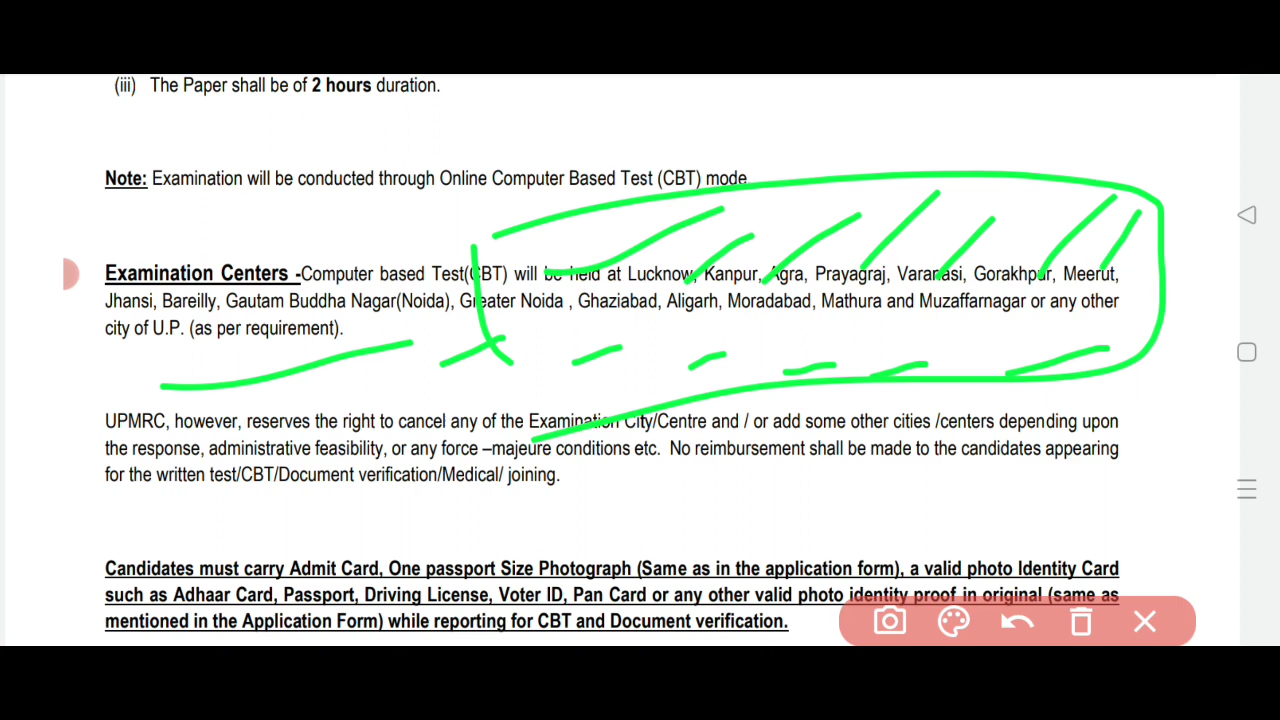 (iii) The Paper shall be of 2 hours duration.
Note: Examination will be conducted through Online Computer Based Test (CBT) mode
Examination Centers -Computer based Test(CBT) will be held at Lucknow, Kanpur, Agra, Prayagraj, Varanasi, Gorakhpur, Meerut,
Jhansi, Bareilly, Gautam Buddha Nagar(Noida), Greater Noida , Ghaziabad, Aligarh, Moradabad, Mathura and Muzaffarnagar or any other
city of U.P. (as per requirement).
UPMRC, however, reserves the right to cancel any of the Examination City/Centre and / or add some other cities /centers depending upon
the response, administrative feasibility, or any force –majeure conditions etc. No reimbursement shall be made to the candidates appearing
for the written test/CBT/Document verification/Medical/ joining.
Candidates must carry Admit Card, One passport Size Photograph (Same as in the application form), a valid photo Identity Card
such as Adhaar Card, Passport, Driving License, Voter ID, Pan Card or any other valid photo identity proof in original (same as
mentioned in the Application Form) while reporting for CBT and Document verification.